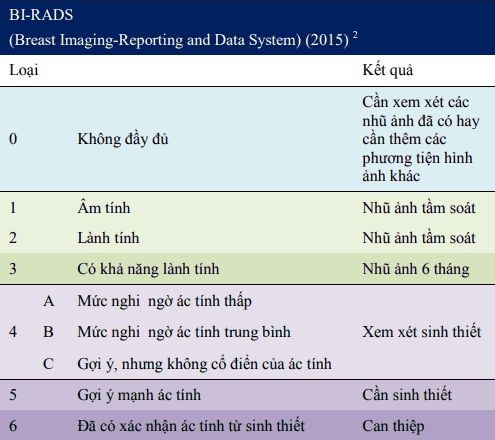 BI-RADS
(Breast Imaging-Reporting and Data System) (2015) 2
Loại Kết quả
0 Không đầy đủ Cần xem xét các
nhũ ảnh đã có hay
cần thêm các
phương tiện hình
ảnh khác
1 Âm tính Nhũ ảnh tầm soát
2 Lành tính Nhũ ảnh tầm soát
3 Có khả năng lành tính Nhũ ảnh 6 tháng
A Mức nghi ngờ ác tính thấp
4 B Mức nghi ngờ ác tính trung bình Xem xét sinh thiết
C Gợi ý, nhưng không cổ điển của ác tính
5 Gợi ý mạnh ác tính Cần sinh thiết
6 Đã có xác nhận ác tính từ sinh thiết Can thiệp